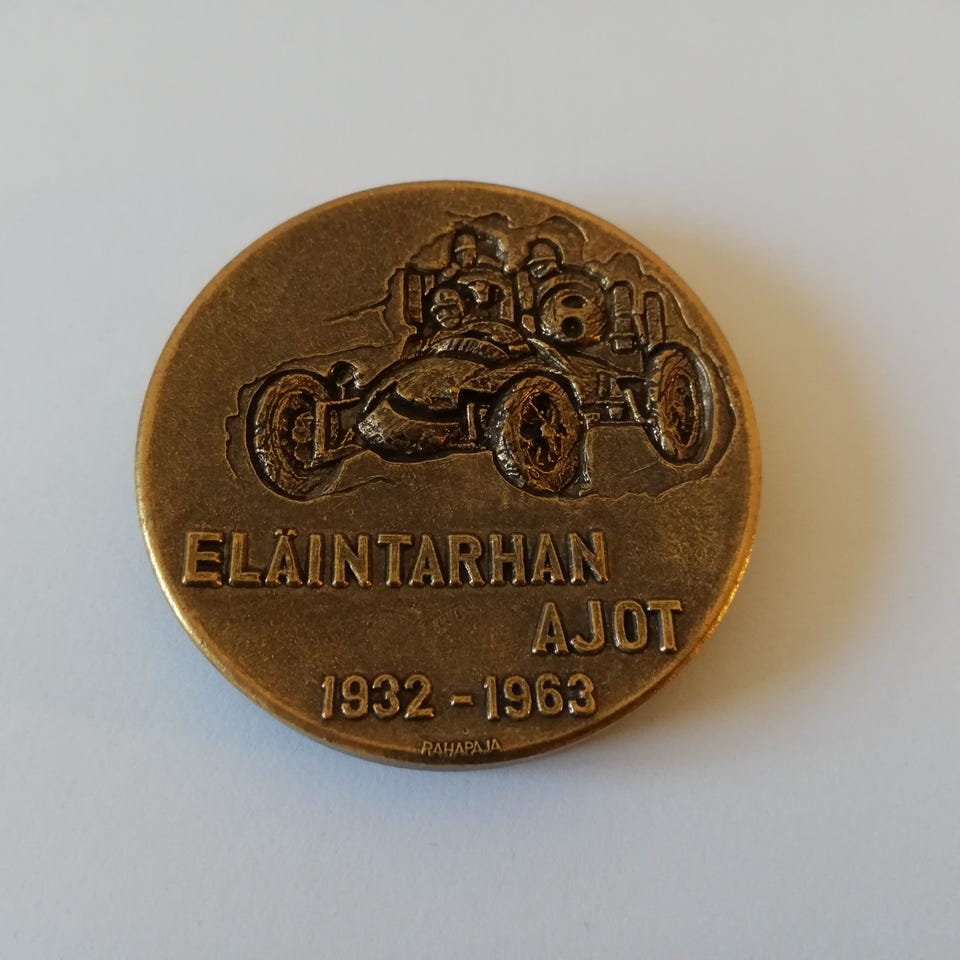 ELÄINTARHAN
AJOT
1932 - 1963
RAHAPAJA